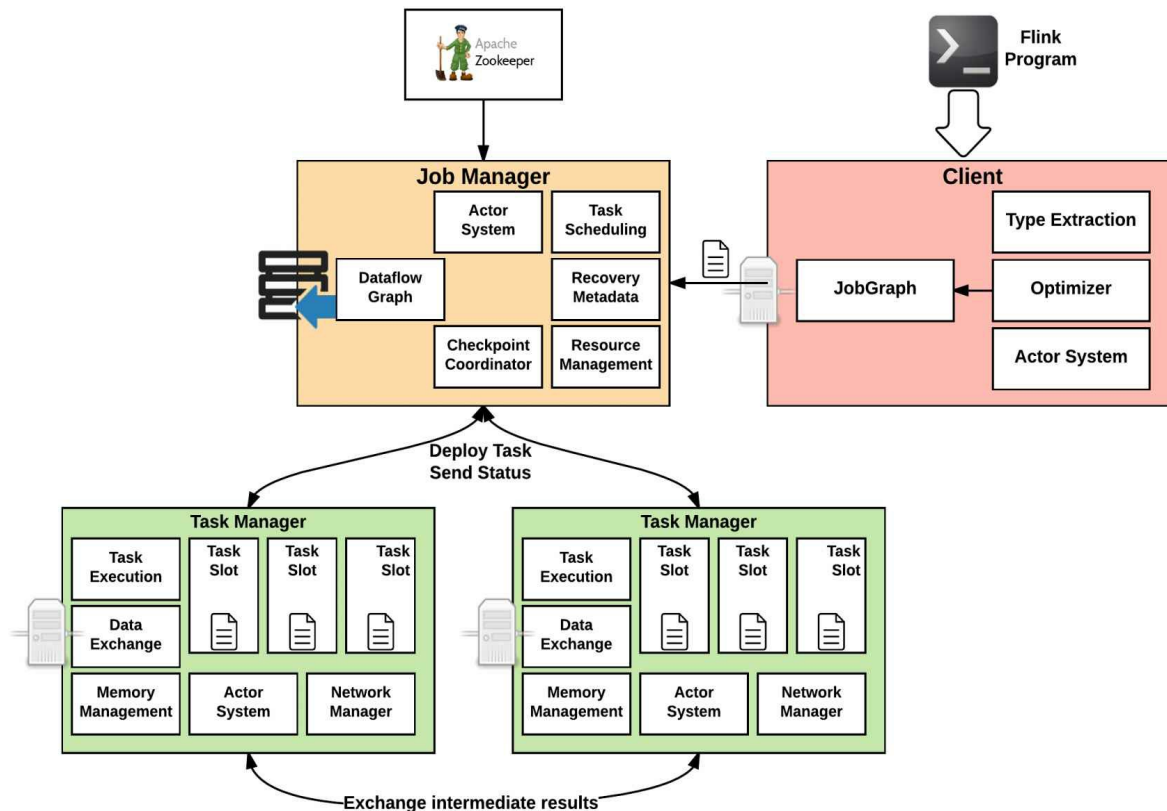 Apache
Zookeeper
Flink
Program
Job Manager
Actor
System
Task
Scheduling
Dataflow
Graph
Recovery
Metadata
Checkpoint
Coordinator
Resource
Management
Client
Type Extraction
JobGraph
Optimizer
Actor System
Deploy Task
Send Status
Task Manager
Task
Execution
Task
Slot
Task
Slot
Task
Slot
Data
Exchange
Memory
Management
Actor
System
Network
Manager
Task Manager
Task
Execution
Task
Slot
Task
Slot
Task
Slot
Data
Exchange
Memory
Management
Actor
System
Network
Manager
Exchange intermediate results